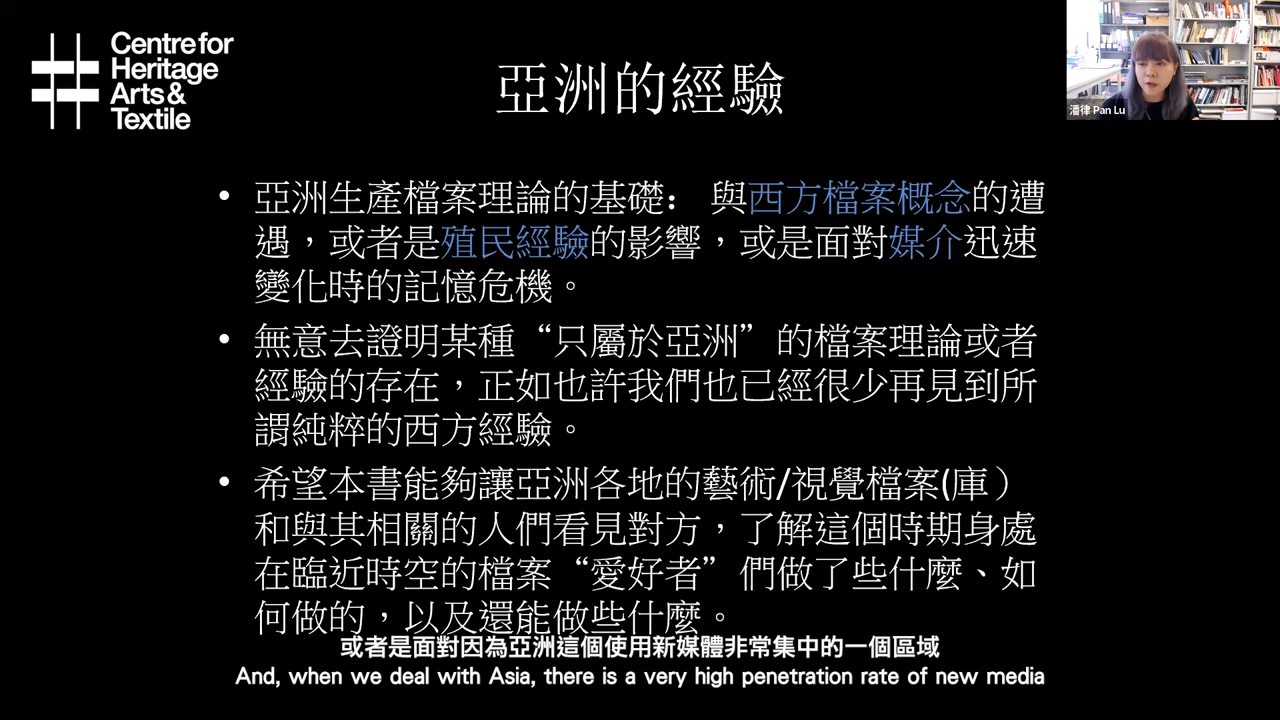 Centre for
Heritage
Arts &
Textile
亞洲的經驗
潘律 Pan Lu
• 亞洲生產檔案理論的基礎： 與西方檔案概念的遭
遇，或者是殖民經驗的影響，或是面對媒介迅速
變化時的記憶危機。
• 無意去證明某種“只屬於亞洲”的檔案理論或者
經驗的存在，正如也許我們也已經很少再見到所
謂純粹的西方經驗。
• 希望本書能夠讓亞洲各地的藝術/視覺檔案(庫）
和與其相關的人們看見對方，了解這個時期身處
在臨近時空的檔案“愛好者”們做了些什麼、如
何做的，以及還能做些什麼。
或者是面對因為亞洲這個使用新媒體非常集中的一個區域
And, when we deal with Asia, there is a very high penetration rate of new media